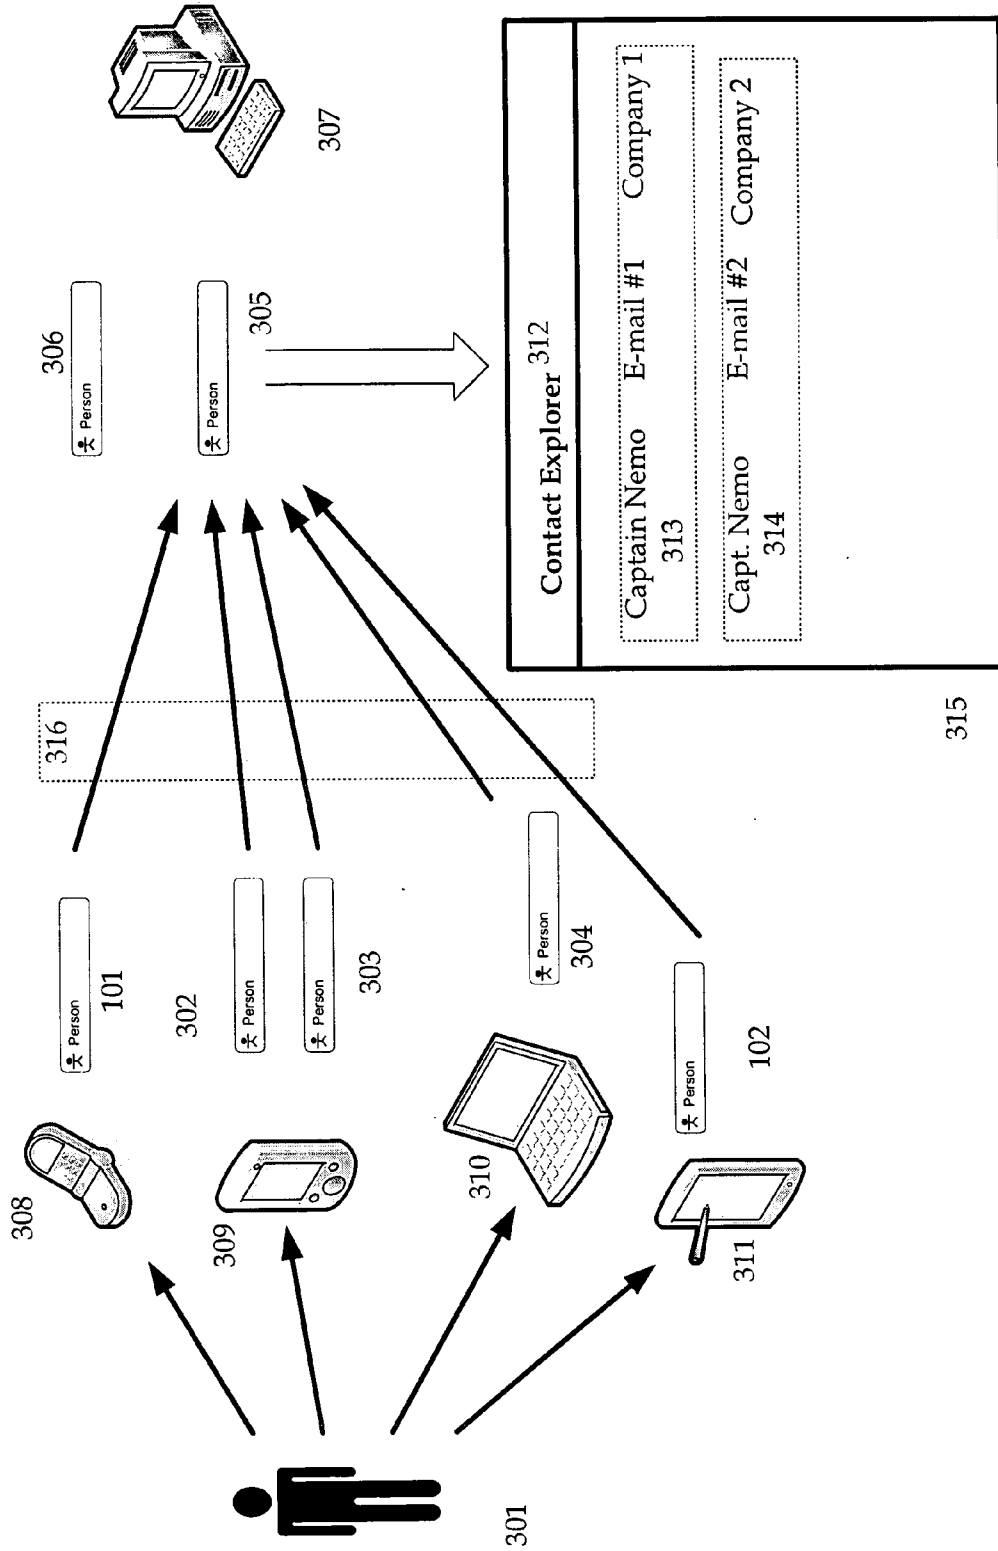 301
308
309
310
311
Person
101
302
Person
Person
303
Person
304
Person
102
316
306
Person
Person
305
307
Contact Explorer 312
Captain Nemo E-mail #1 Company 1
313
Capt. Nemo E-mail #2 Company 2
314
315